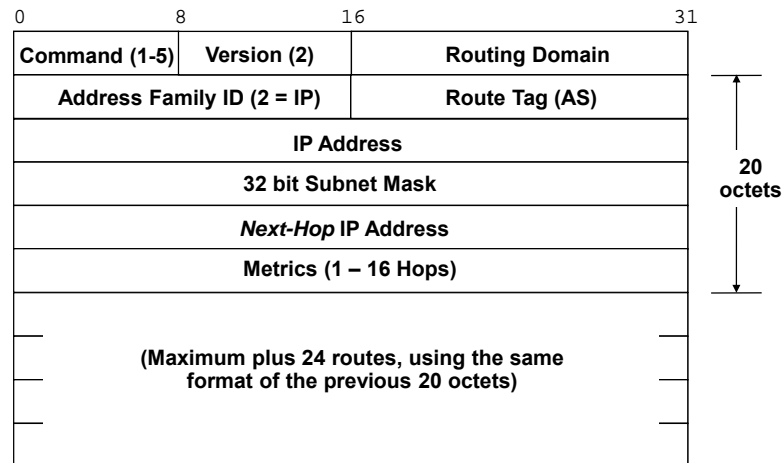 0 8 16 31
Command (1-5) Version (2) Routing Domain
Address Family ID (2 = IP) Route Tag (AS)
IP Address
32 bit Subnet Mask
Next-Hop IP Address
Metrics (1 – 16 Hops)
20
octets
(Maximum plus 24 routes, using the same
format of the previous 20 octets)